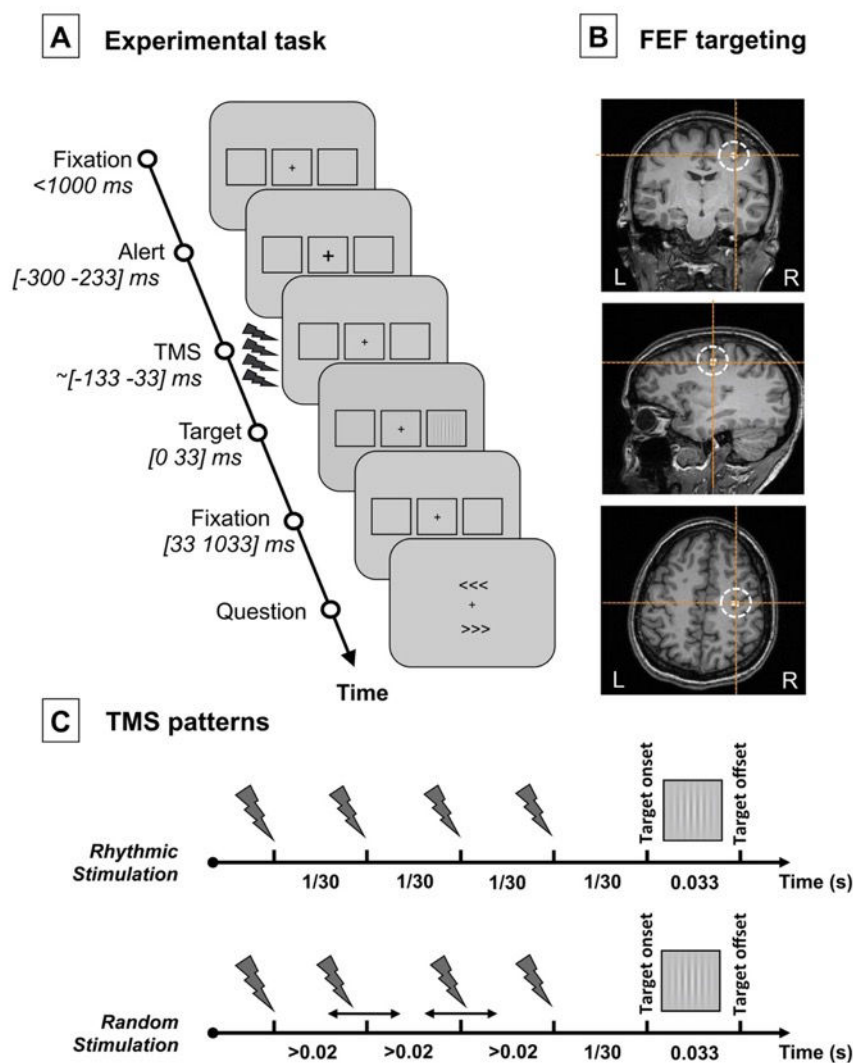 A Experimental task
Fixation
<1000 ms
+
Alert
[-300 -233] ms
+
TMS
~[-133 -33] ms
+
Target
[0 33] ms
+
Fixation
[33 1033] ms
+
Question
<<<
+
>>>
Time
B FEF targeting
L R
L R
C TMS patterns
Rhythmic
Stimulation
1/30 1/30 1/30 1/30 0.033
Target onset
Target offset
Time (s)
Random
Stimulation
>0.02 >0.02 >0.02 1/30 0.033
Target onset
Target offset
Time (s)